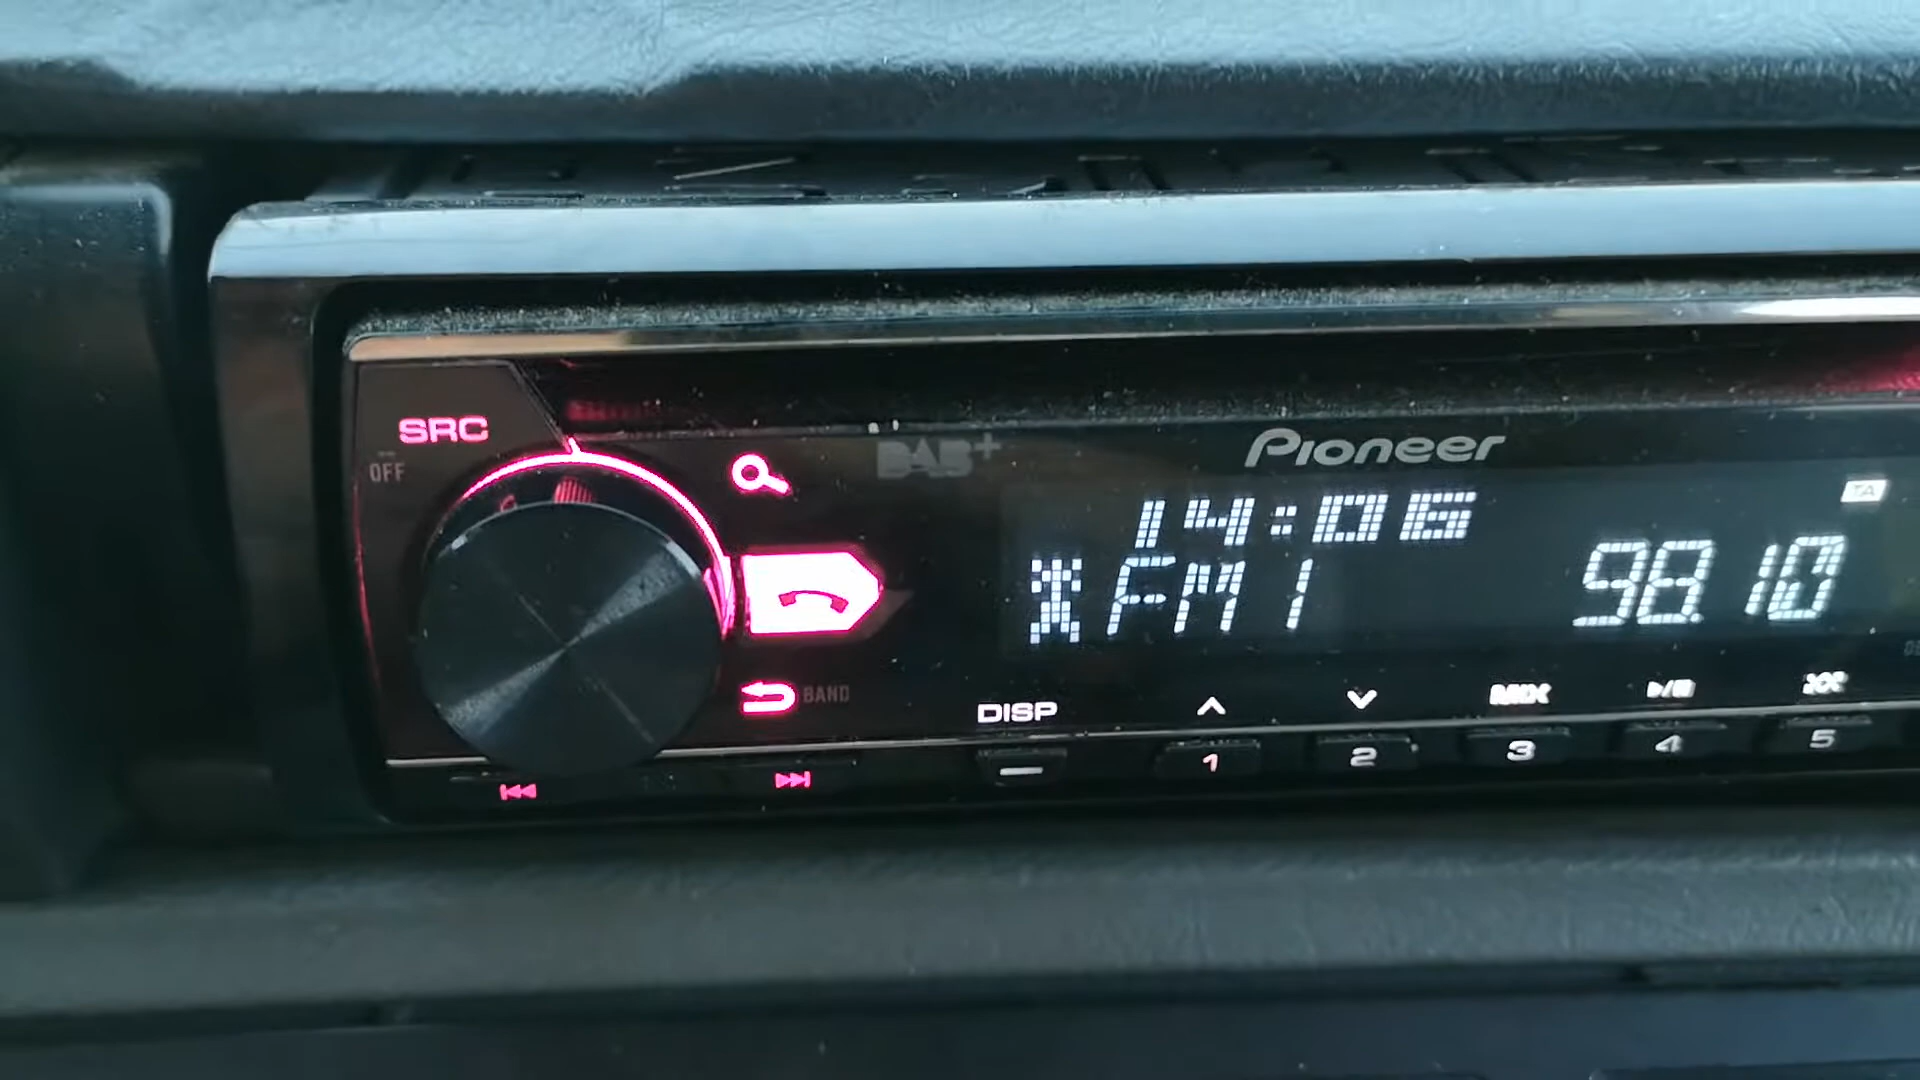 SRC
OFF
DAB+
Pioneer
TA
14:06
FM1 98.10
BAND
DISP
MIX
1 2 3 4 5